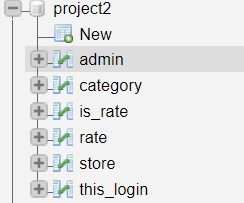 project2
New
admin
category
is_rate
rate
store
this_login